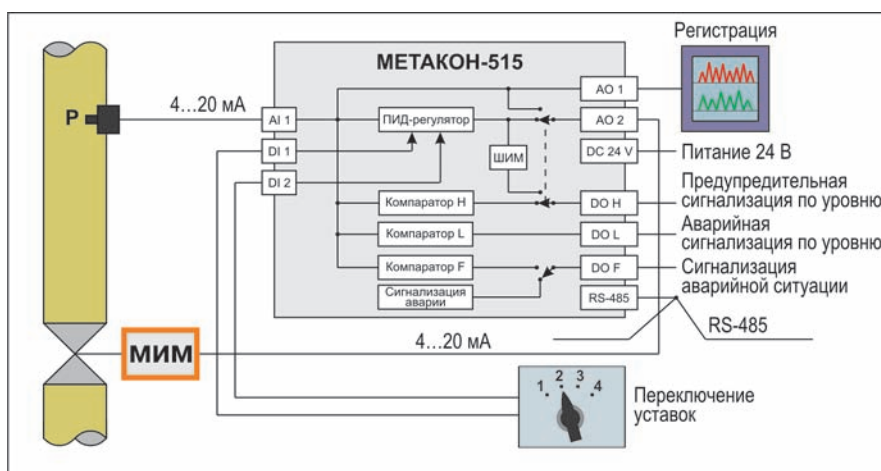 Регистрация
МЕТАКОН-515
P
4...20 мА
AI 1
ПИД-регулятор
AO 1
AO 2
DI 1
ШИМ
DC 24 V
Питание 24 В
DI 2
Компаратор H
DO H
Предупредительная
сигнализация по уровню
Компаратор L
DO L
Аварийная
сигнализация по уровню
Компаратор F
DO F
Сигнализация
аварийной ситуации
Сигнализация
аварии
RS-485
RS-485
МИМ
4...20 мА
1 2 3 4
Переключение
уставок